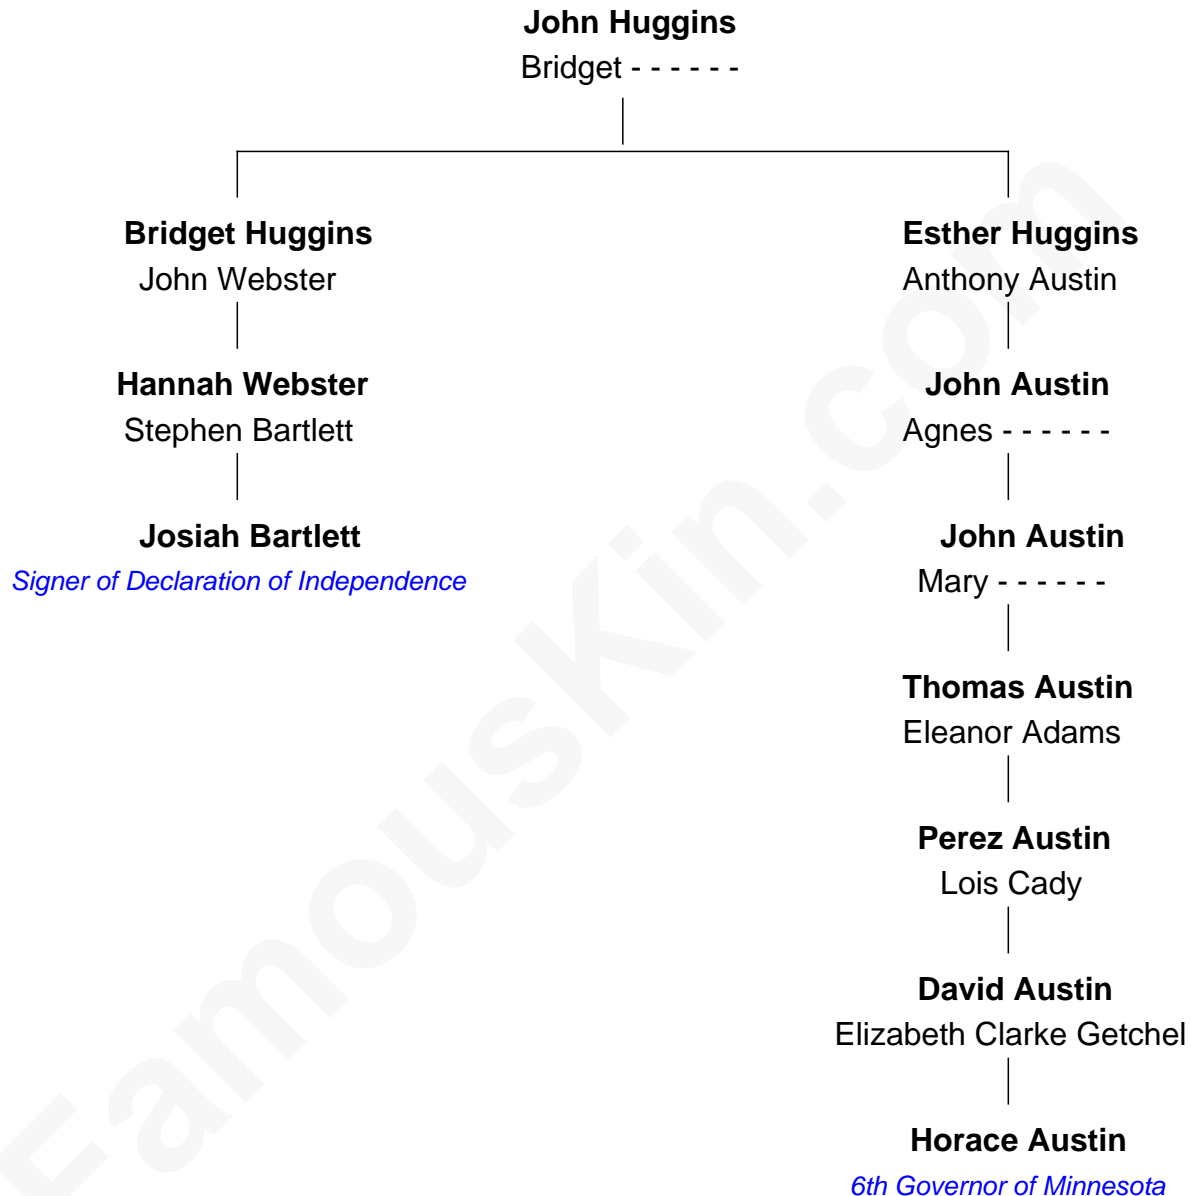 John Huggins
Bridget - - - - - -
Bridget Huggins
John Webster
Hannah Webster
Stephen Bartlett
Josiah Bartlett
Signer of Declaration of Independence
Esther Huggins
Anthony Austin
John Austin
Agnes - - - - - -
John Austin
Mary - - - - - -
Thomas Austin
Eleanor Adams
Perez Austin
Lois Cady
David Austin
Elizabeth Clarke Getchel
Horace Austin
6th Governor of Minnesota
FamousKin.com